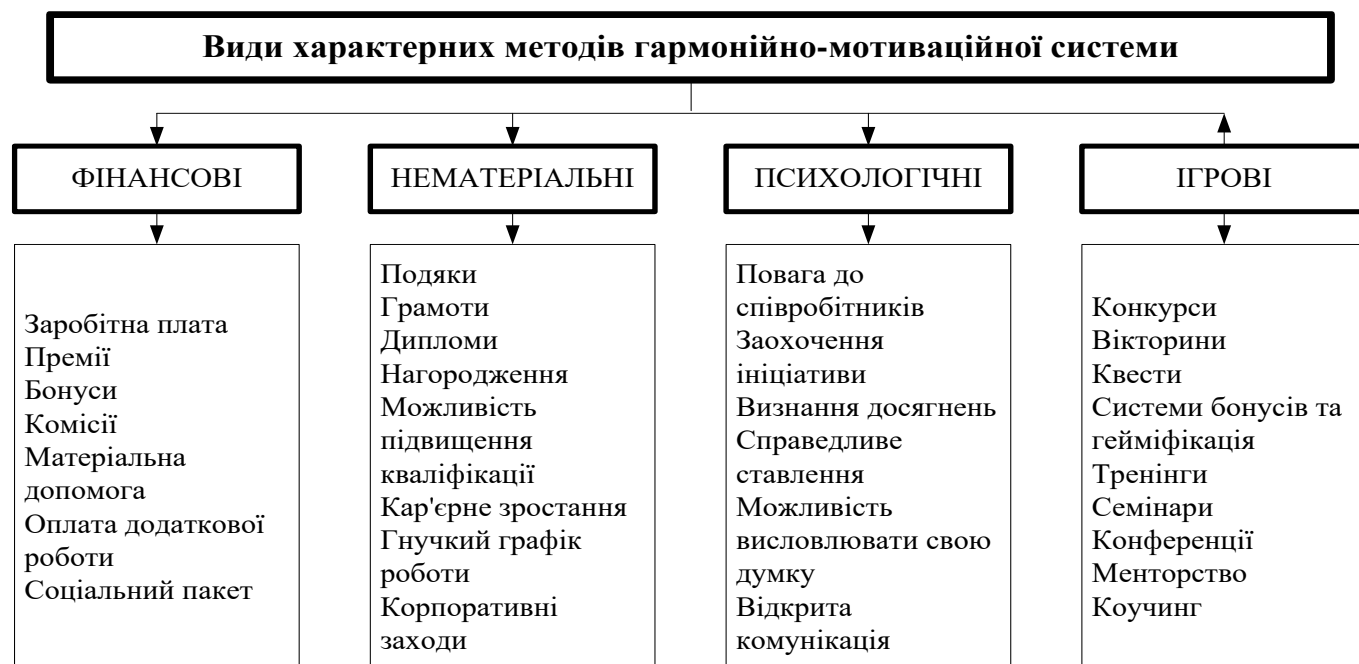 Види характерних методів гармонійно-мотиваційної системи
ФІНАНСОВІ
НЕМАТЕРІАЛЬНІ
ПСИХОЛОГІЧНІ
ІГРОВІ
Заробітна плата
Премії
Бонуси
Комісії
Матеріальна
допомога
Оплата додаткової
роботи
Соціальний пакет
Подяки
Грамоти
Дипломи
Нагородження
Можливість
підвищення
кваліфікації
Кар'єрне зростання
Гнучкий графік
роботи
Корпоративні
заходи
Повага до
співробітників
Заохочення
ініціативи
Визнання досягнень
Справедливе
ставлення
Можливість
висловлювати свою
думку
Відкрита
комунікація
Конкурси
Вікторини
Квести
Системи бонусів та
гейміфікація
Тренінги
Семінари
Конференції
Менторство
Коучинг